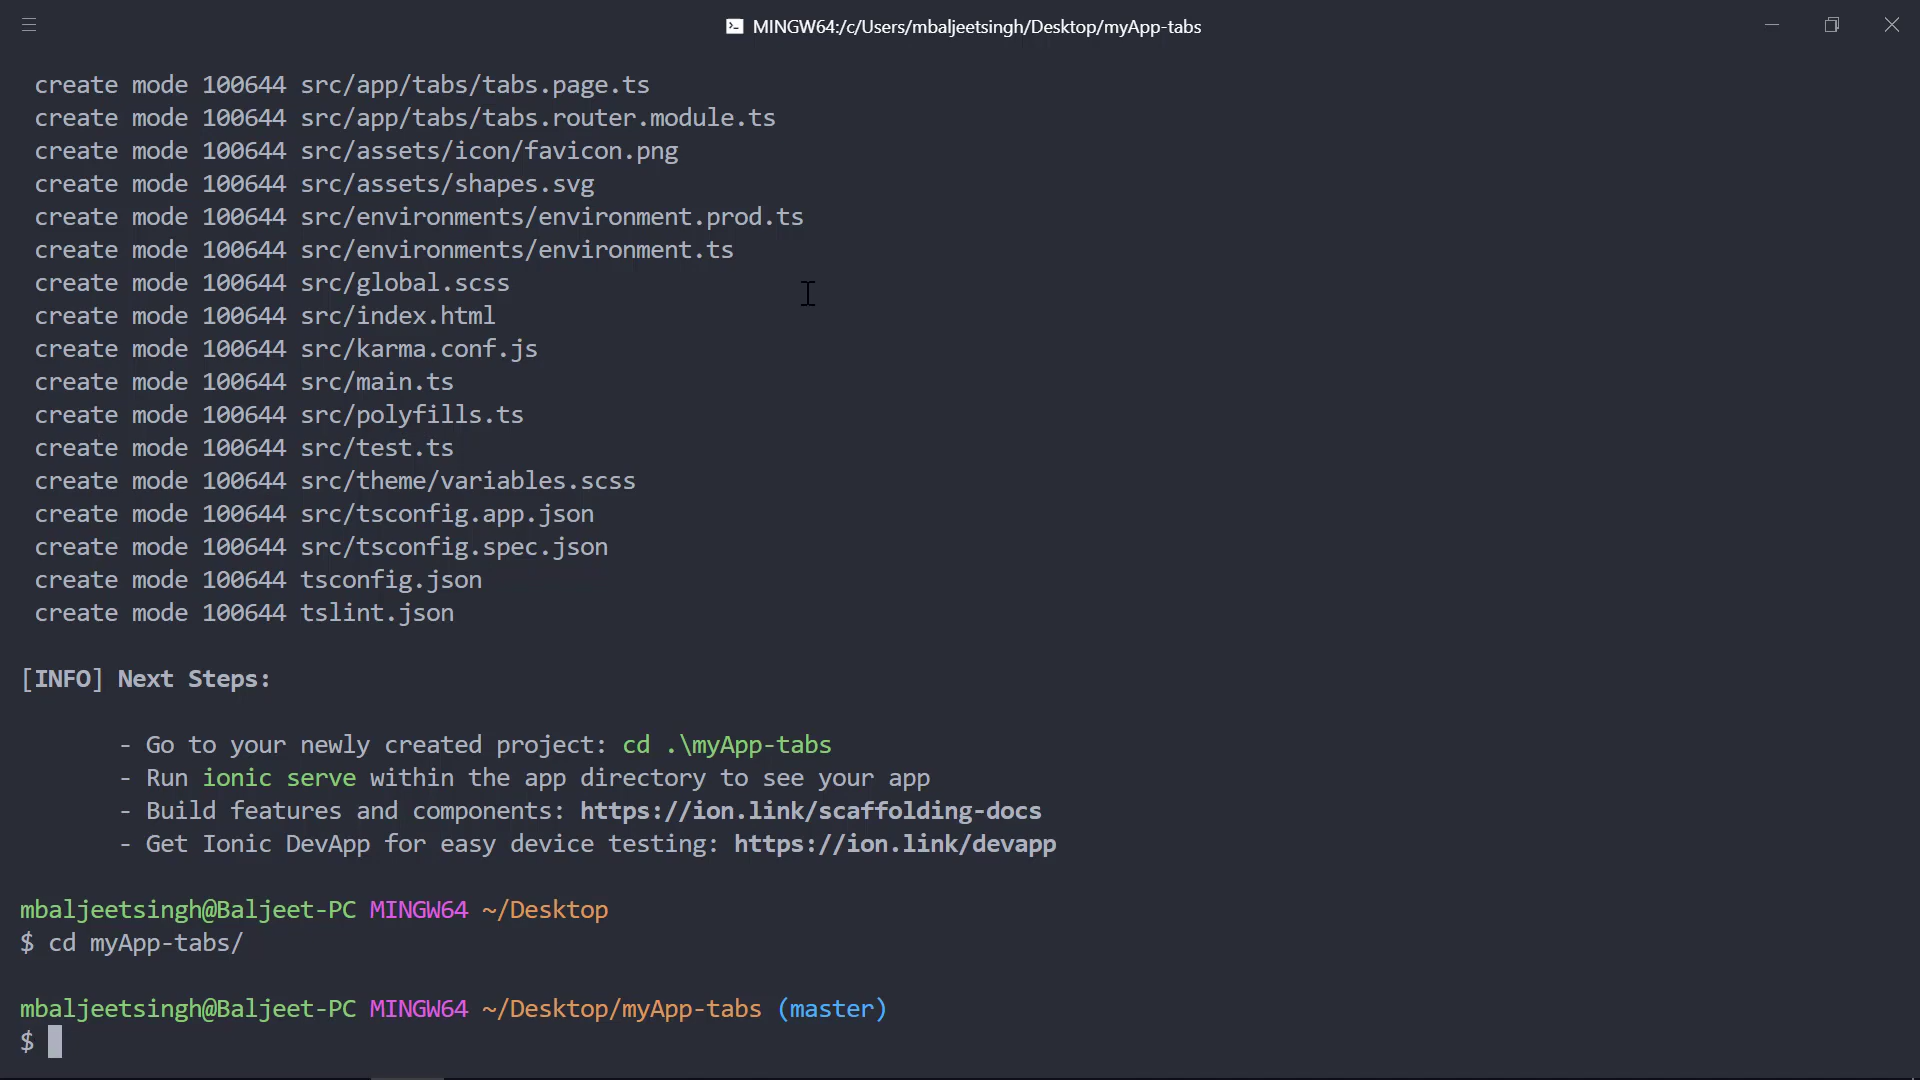 MINGW64:/c/Users/mbaljeetsingh/Desktop/myApp-tabs
create mode 100644 src/app/tabs/tabs.page.ts
create mode 100644 src/app/tabs/tabs.router.module.ts
create mode 100644 src/assets/icon/favicon.png
create mode 100644 src/assets/shapes.svg
create mode 100644 src/environments/environment.prod.ts
create mode 100644 src/environments/environment.ts
create mode 100644 src/global.scss
create mode 100644 src/index.html
create mode 100644 src/karma.conf.js
create mode 100644 src/main.ts
create mode 100644 src/polyfills.ts
create mode 100644 src/test.ts
create mode 100644 src/theme/variables.scss
create mode 100644 src/tsconfig.app.json
create mode 100644 src/tsconfig.spec.json
create mode 100644 tsconfig.json
create mode 100644 tslint.json
[INFO] Next Steps:
- Go to your newly created project: cd .\myApp-tabs
- Run ionic serve within the app directory to see your app
- Build features and components: https://ion.link/scaffolding-docs
- Get Ionic DevApp for easy device testing: https://ion.link/devapp
mbaljeetsingh@Baljeet-PC MINGW64 ~/Desktop
$ cd myApp-tabs/
mbaljeetsingh@Baljeet-PC MINGW64 ~/Desktop/myApp-tabs (master)
$